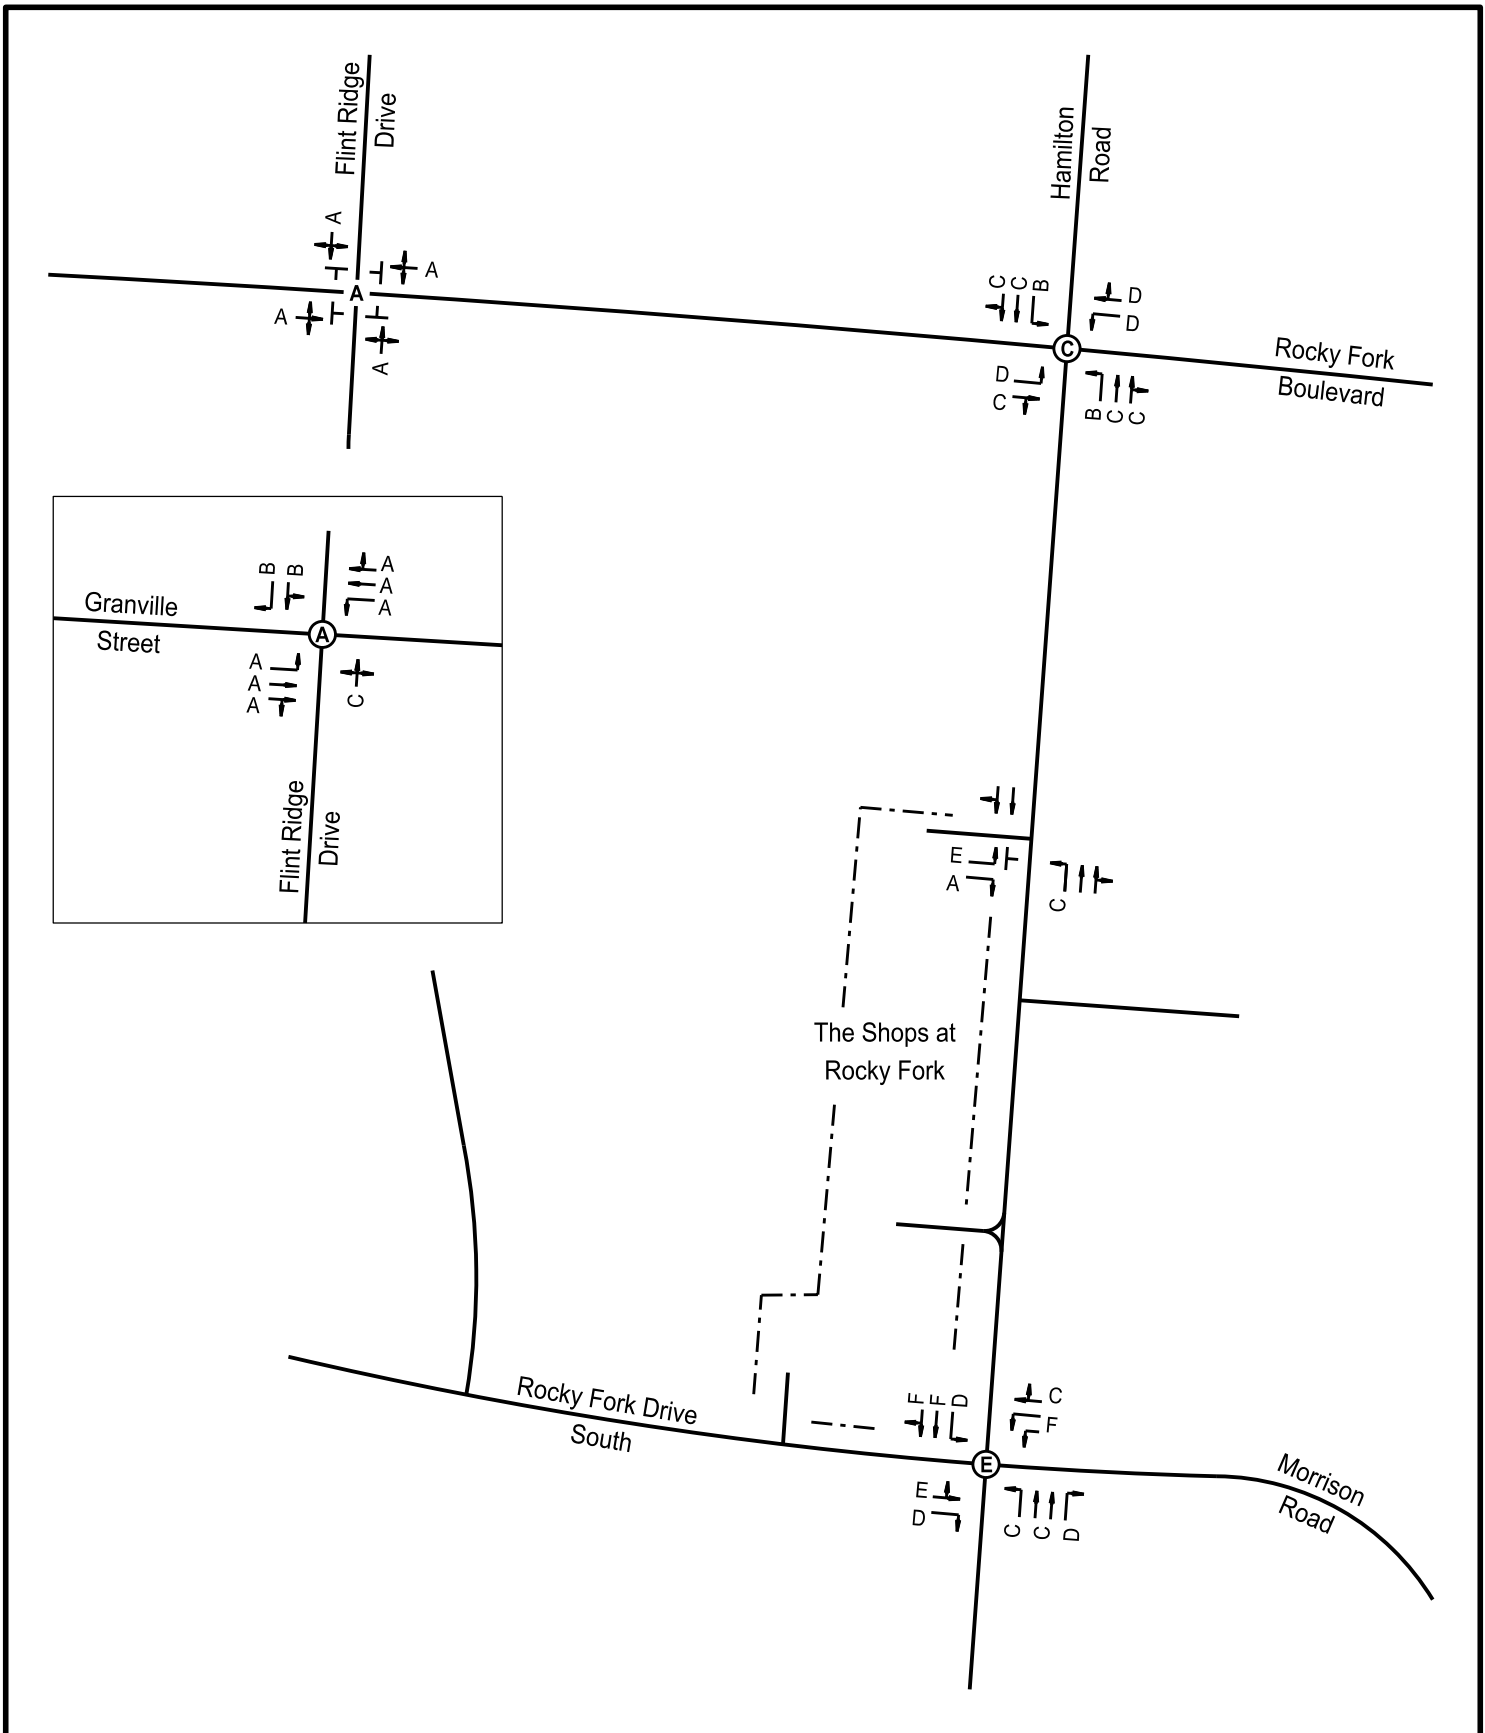 Flint Ridge
Drive
Hamilton
Road
A
A
A
A
A
C
C
B
D
D
C
Rocky Fork
Boulevard
D
C
B
C
C
B
B
A
A
A
Granville
Street
A
A
A
A
C
Flint Ridge
Drive
E
A
C
The Shops at
Rocky Fork
Rocky Fork Drive
South
F
F
D
C
F
E
E
D
C
C
D
Morrison
Road